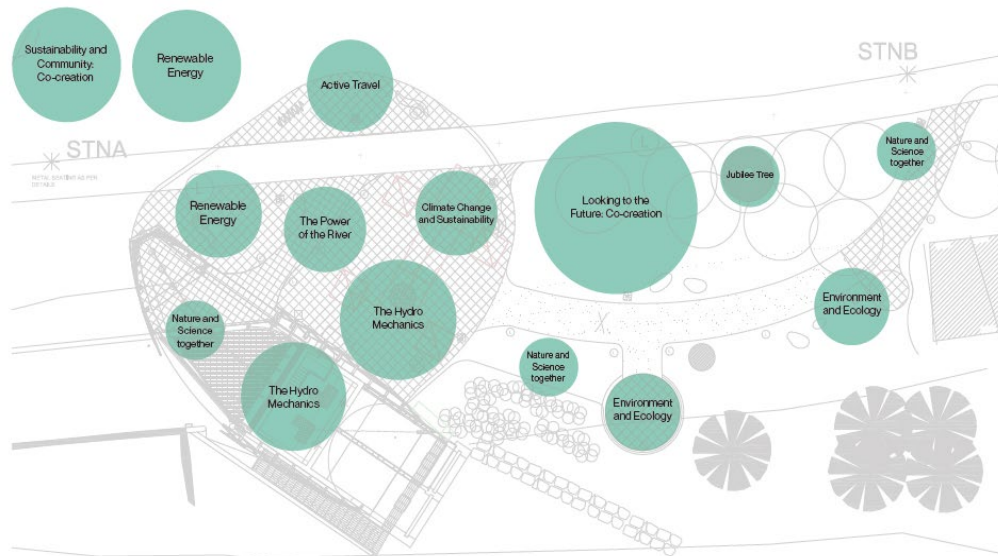 Sustainability and
Community:
Co-creation
Renewable
Energy
Active Travel
STNB
STNA
Nature and
Science
together
Jubilee Tree
Looking to the
Future: Co-creation
Climate Change
and Sustainability
Renewable
Energy
The Power
of the River
The Hydro
Mechanics
Environment
and Ecology
Nature and
Science
together
Nature and
Science
together
The Hydro
Mechanics
Environment
and Ecology